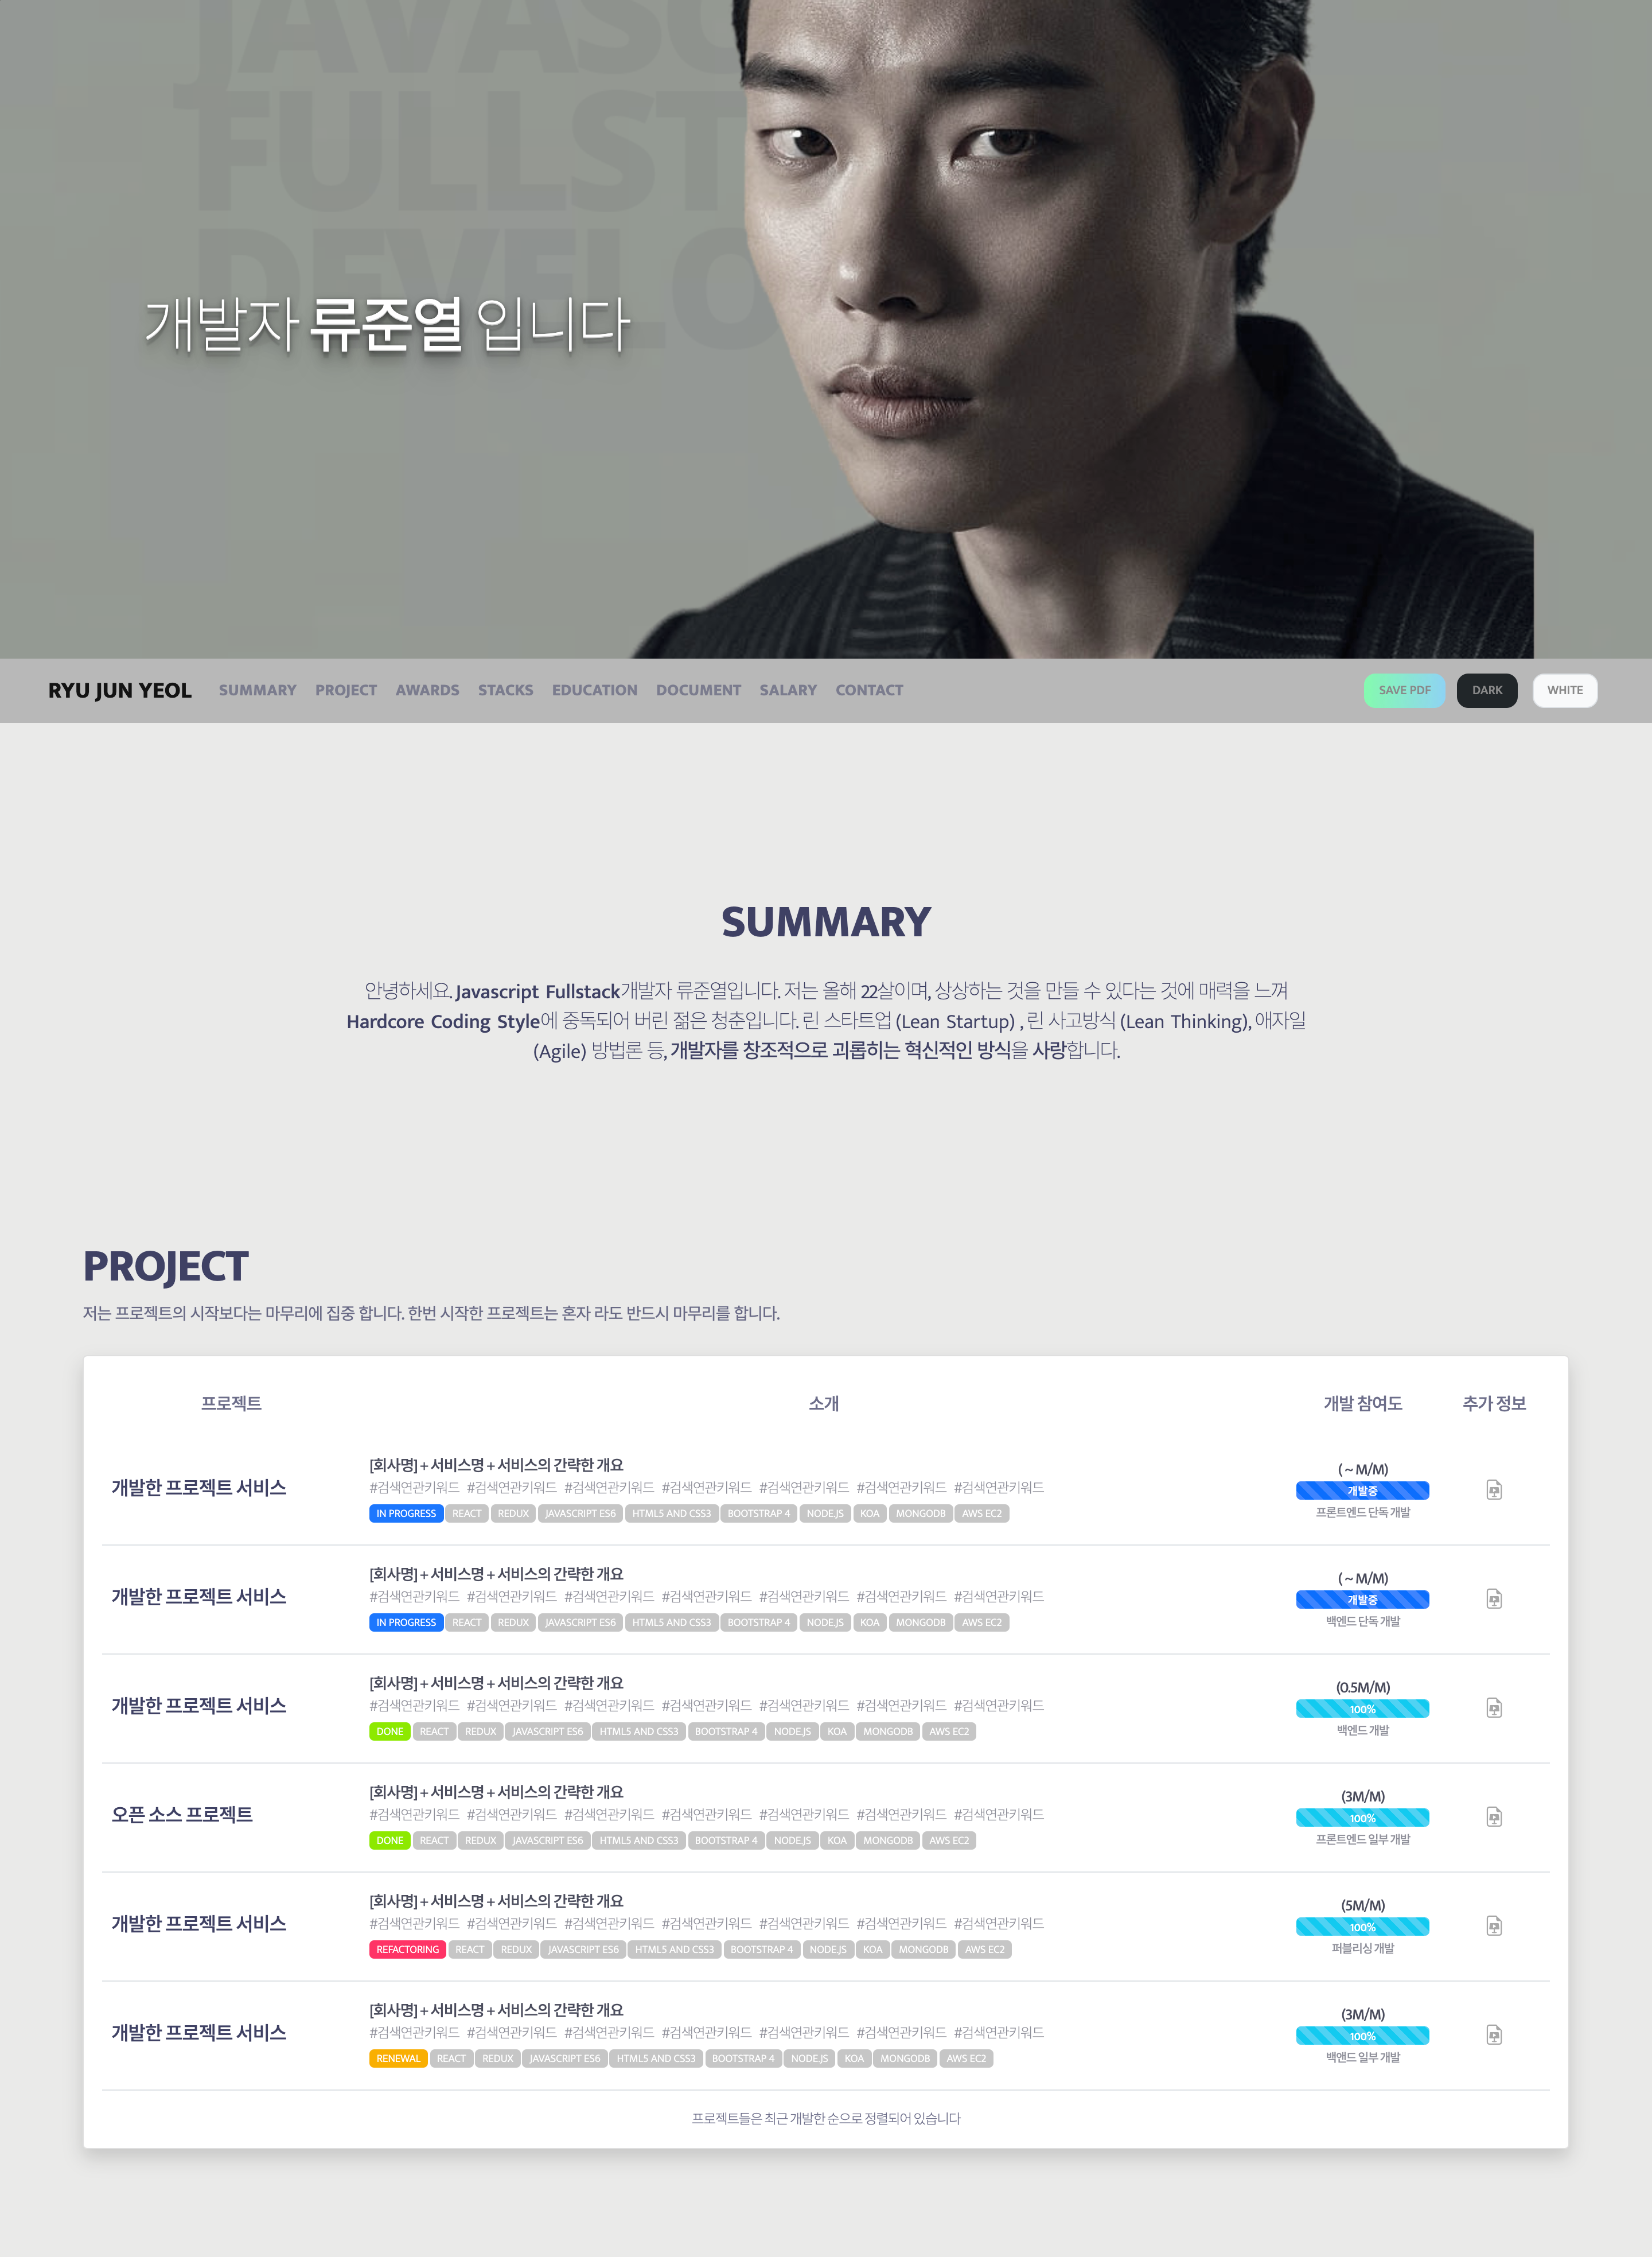 JAVASC
FULLST
DEVELO
개발자 류준열 입니다
RYU JUN YEOL SUMMARY PROJECT AWARDS STACKS EDUCATION DOCUMENT SALARY CONTACT SAVE PDF DARK WHITE
SUMMARY
안녕하세요. Javascript Fullstack개발자 류준열입니다. 저는 올해 22살이며, 상상하는 것을 만들 수 있다는 것에 매력을 느껴
Hardcore Coding Style에 중독되어 버린 젊은 청춘입니다. 린 스타트업 (Lean Startup) , 린 사고방식 (Lean Thinking), 애자일
(Agile) 방법론 등, 개발자를 창조적으로 괴롭히는 혁신적인 방식을 사랑합니다.
PROJECT
저는 프로젝트의 시작보다는 마무리에 집중 합니다. 한번 시작한 프로젝트는 혼자 라도 반드시 마무리를 합니다.
프로젝트 소개 개발 참여도 추가 정보
개발한 프로젝트 서비스
[회사명] + 서비스명 + 서비스의 간략한 개요
#검색연관키워드 #검색연관키워드 #검색연관키워드 #검색연관키워드 #검색연관키워드 #검색연관키워드 #검색연관키워드
IN PROGRESS REACT REDUX JAVASCRIPT ES6 HTML5 AND CSS3 BOOTSTRAP 4 NODE.JS KOA MONGODB AWS EC2
( ~ M/M)
개발중
프론트엔드 단독 개발
개발한 프로젝트 서비스
[회사명] + 서비스명 + 서비스의 간략한 개요
#검색연관키워드 #검색연관키워드 #검색연관키워드 #검색연관키워드 #검색연관키워드 #검색연관키워드 #검색연관키워드
IN PROGRESS REACT REDUX JAVASCRIPT ES6 HTML5 AND CSS3 BOOTSTRAP 4 NODE.JS KOA MONGODB AWS EC2
( ~ M/M)
개발중
백엔드 단독 개발
개발한 프로젝트 서비스
[회사명] + 서비스명 + 서비스의 간략한 개요
#검색연관키워드 #검색연관키워드 #검색연관키워드 #검색연관키워드 #검색연관키워드 #검색연관키워드 #검색연관키워드
DONE REACT REDUX JAVASCRIPT ES6 HTML5 AND CSS3 BOOTSTRAP 4 NODE.JS KOA MONGODB AWS EC2
(0.5M/M)
100%
백엔드 개발
오픈 소스 프로젝트
[회사명] + 서비스명 + 서비스의 간략한 개요
#검색연관키워드 #검색연관키워드 #검색연관키워드 #검색연관키워드 #검색연관키워드 #검색연관키워드 #검색연관키워드
DONE REACT REDUX JAVASCRIPT ES6 HTML5 AND CSS3 BOOTSTRAP 4 NODE.JS KOA MONGODB AWS EC2
(3M/M)
100%
프론트엔드 일부 개발
개발한 프로젝트 서비스
[회사명] + 서비스명 + 서비스의 간략한 개요
#검색연관키워드 #검색연관키워드 #검색연관키워드 #검색연관키워드 #검색연관키워드 #검색연관키워드 #검색연관키워드
REFACTORING REACT REDUX JAVASCRIPT ES6 HTML5 AND CSS3 BOOTSTRAP 4 NODE.JS KOA MONGODB AWS EC2
(5M/M)
100%
퍼블리싱 개발
개발한 프로젝트 서비스
[회사명] + 서비스명 + 서비스의 간략한 개요
#검색연관키워드 #검색연관키워드 #검색연관키워드 #검색연관키워드 #검색연관키워드 #검색연관키워드 #검색연관키워드
RENEWAL REACT REDUX JAVASCRIPT ES6 HTML5 AND CSS3 BOOTSTRAP 4 NODE.JS KOA MONGODB AWS EC2
(3M/M)
100%
백앤드 일부 개발
프로젝트들은 최근 개발한 순으로 정렬되어 있습니다